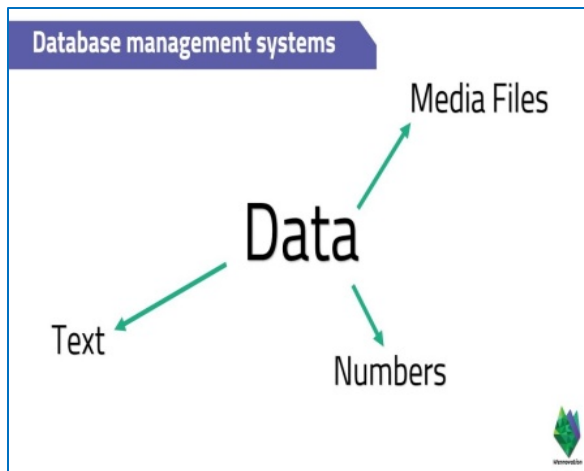 Database management systems
Media Files
Data
Text
Numbers